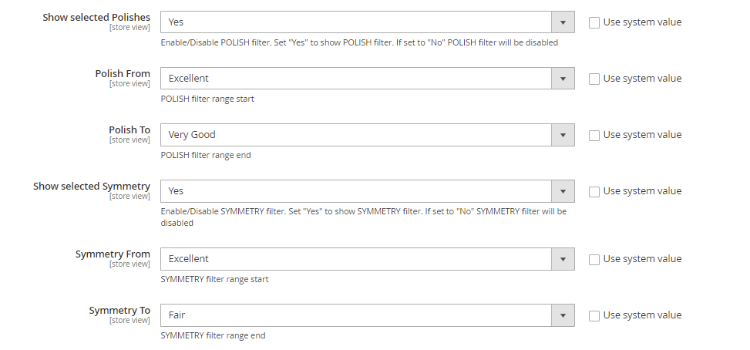 Show selected Polishes
[store view]
Yes
Use system value
Enable/Disable POLISH filter. Set "Yes" to show POLISH filter. If set to "No" POLISH filter will be disabled
Polish From
[store view]
Excellent
Use system value
POLISH filter range start
Polish To
[store view]
Very Good
Use system value
POLISH filter range end
Show selected Symmetry
[store view]
Yes
Use system value
Enable/Disable SYMMETRY filter. Set "Yes" to show SYMMETRY filter. If set to "No" SYMMETRY filter will be
disabled
Symmetry From
[store view]
Excellent
Use system value
SYMMETRY filter range start
Symmetry To
[store view]
Fair
Use system value
SYMMETRY filter range end